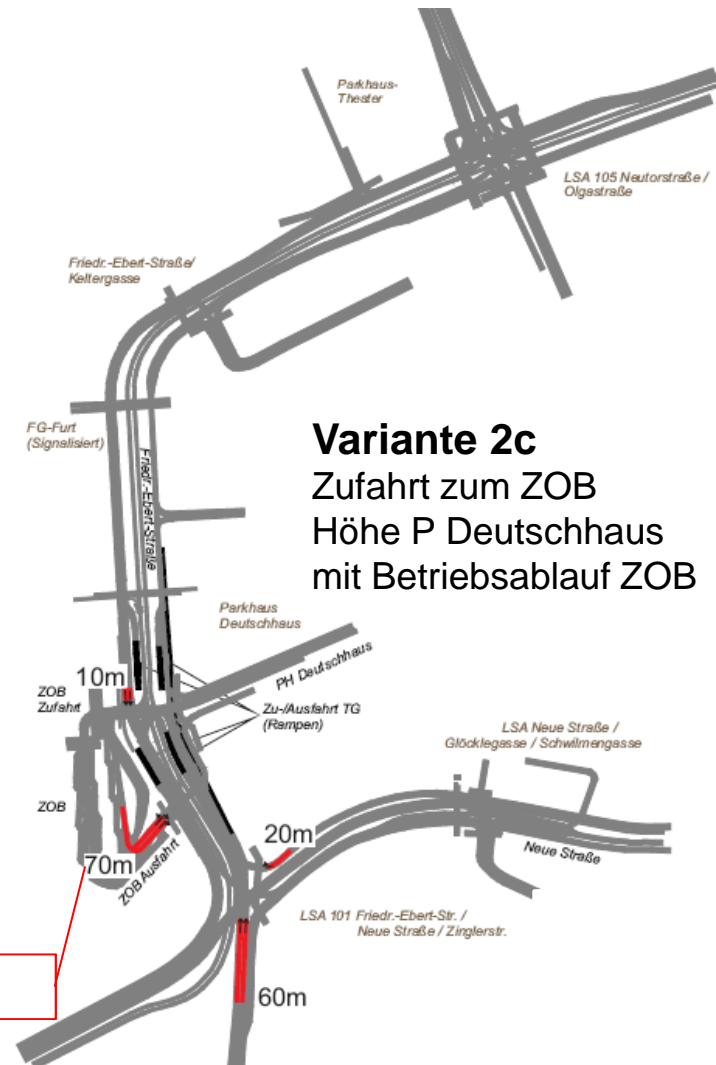 Parkhaus-
Theater
LSA 105 Neutorstraße /
Olgastraße
Friedr.-Ebert-Straße/
Keltergasse
FG-Furt
(Signalisiert)
Friedr.-Ebert-Straße
Variante 2c
Zufahrt zum ZOB
Höhe P Deutschhaus
mit Betriebsablauf ZOB
Parkhaus
Deutschhaus
PH Deutschhaus
10m
ZOB
Zufahrt
Zu-/Ausfahrt TG
(Rampen)
LSA Neue Straße /
Glöcklegasse / Schwilmengasse
ZOB
70m
ZOB Ausfahrt
20m
Neue Straße
LSA 101 Friedr.-Ebert-Str. /
Neue Straße / Zinglerstr.
60m